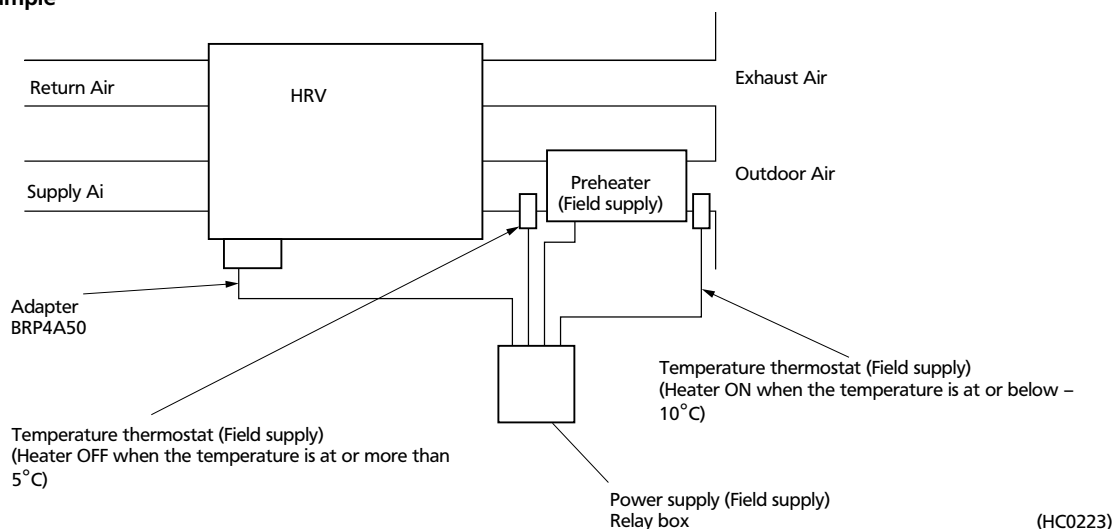 Return Air
HRV
Exhaust Air
Supply Ai
Preheater
(Field supply)
Outdoor Air
Adapter
BRP4A50
Temperature thermostat (Field supply)
(Heater ON when the temperature is at or below –
10°C)
Temperature thermostat (Field supply)
(Heater OFF when the temperature is at or more than
5°C)
Power supply (Field supply)
Relay box
(HC0223)